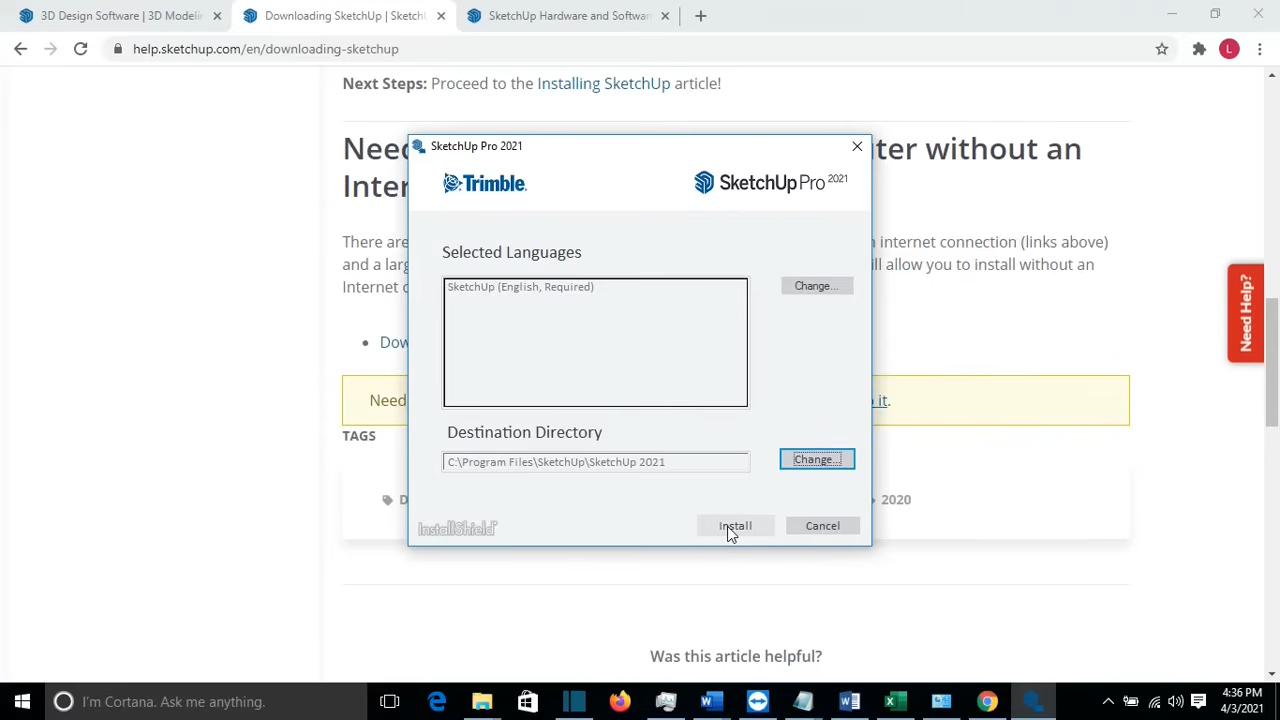 3D Design Software | 3D Modelin
Downloading SketchUp | Sketch
SketchUp Hardware and Softwar
help.sketchup.com/en/downloading-sketchup
L
Next Steps: Proceed to the Installing SketchUp article!
Need
uter without an
Inter
There are
n internet connection (links above)
and a larg
ill allow you to install without an
Internet c
Dow
Need
o it.
TAGS
D
2020
Was this article helpful?
Need Help?
SketchUp Pro 2021
Trimble
SketchUp Pro 2021
Selected Languages
SketchUp (English, Required)
Change...
Destination Directory
C:\Program Files\SketchUp\SketchUp 2021
Change...
InstallShield
Install
Cancel
I'm Cortana. Ask me anything.
4:36 PM
4/3/2021